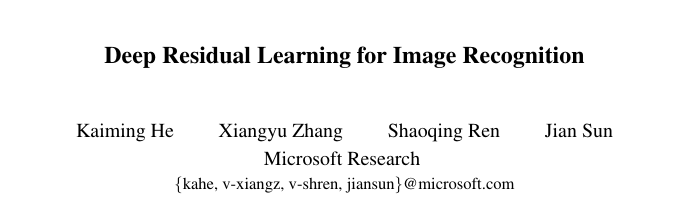 Deep Residual Learning for Image Recognition
Kaiming He Xiangyu Zhang Shaoqing Ren Jian Sun
Microsoft Research
{kahe, v-xiangz, v-shren, jiansun}@microsoft.com